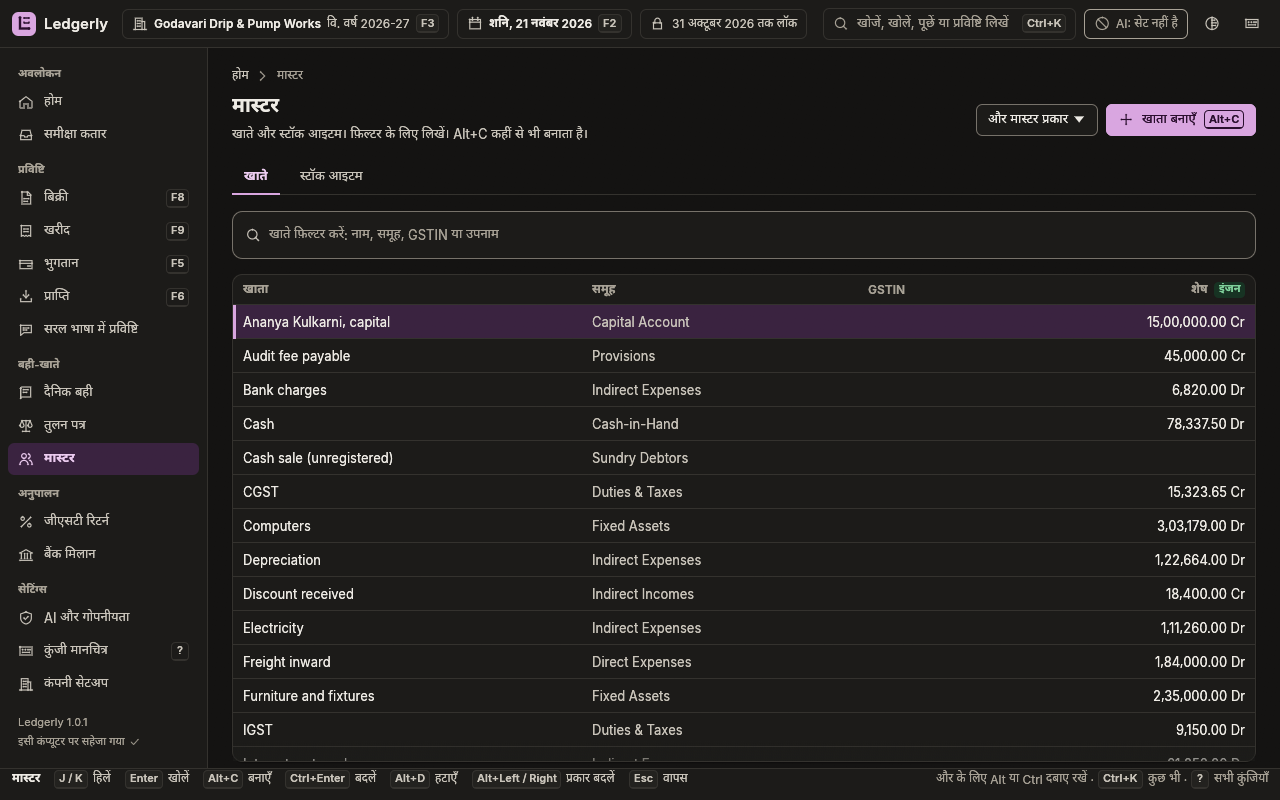 Ledgerly
Godavari Drip & Pump Works वि. वर्ष 2026-27 F3
शनि, 21 नवंबर 2026 F2
31 अक्टूबर 2026 तक लॉक
खोजें, खोलें, पूछें या प्रविष्टि लिखें Ctrl+K
AI: सेट नहीं है
अवलोकन
होम
समीक्षा कतार
प्रविष्टि
बिक्री F8
खरीद F9
भुगतान F5
प्राप्ति F6
सरल भाषा में प्रविष्टि
बही-खाते
दैनिक बही
तुलन पत्र
मास्टर
अनुपालन
जीएसटी रिटर्न
बैंक मिलान
सेटिंग्स
AI और गोपनीयता
कुंजी मानचित्र ?
कंपनी सेटअप
Ledgerly 1.0.1
इसी कंप्यूटर पर सहेजा गया
होम > मास्टर
मास्टर
खाते और स्टॉक आइटम। फ़िल्टर के लिए लिखें। Alt+C कहीं से भी बनाता है।
और मास्टर प्रकार
खाता बनाएँ Alt+C
खाते स्टॉक आइटम
खाते फ़िल्टर करें: नाम, समूह, GSTIN या उपनाम
खाता समूह GSTIN शेष इंजन
Ananya Kulkarni, capital Capital Account 15,00,000.00 Cr
Audit fee payable Provisions 45,000.00 Cr
Bank charges Indirect Expenses 6,820.00 Dr
Cash Cash-in-Hand 78,337.50 Dr
Cash sale (unregistered) Sundry Debtors
CGST Duties & Taxes 15,323.65 Cr
Computers Fixed Assets 3,03,179.00 Dr
Depreciation Indirect Expenses 1,22,664.00 Dr
Discount received Indirect Incomes 18,400.00 Cr
Electricity Indirect Expenses 1,11,260.00 Dr
Freight inward Direct Expenses 1,84,000.00 Dr
Furniture and fixtures Fixed Assets 2,35,000.00 Dr
IGST Duties & Taxes 9,150.00 Dr
मास्टर J / K हिलें Enter खोलें Alt+C बनाएँ Ctrl+Enter बदलें Alt+D हटाएँ Alt+Left / Right प्रकार बदलें Esc वापस
और के लिए Alt या Ctrl दबाए रखें · Ctrl+K कुछ भी · ? सभी कुंजियाँ